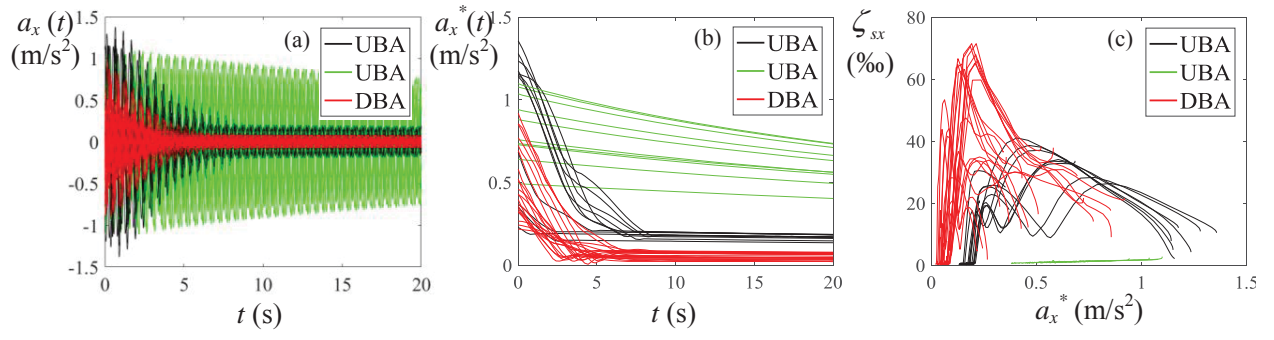 a_x (t)
(m/s²)
(a)
UBA
UBA
DBA
1.5
1
0.5
0
-0.5
-1
-1.5
0 5 10 15 20
t (s)
a_x*(t)
(m/s²)
(b)
UBA
UBA
DBA
1.5
1
0.5
0
0 5 10 15 20
t (s)
ζ_sx
(‰)
(c)
UBA
UBA
DBA
80
60
40
20
0
0 0.5 1 1.5
a_x* (m/s²)